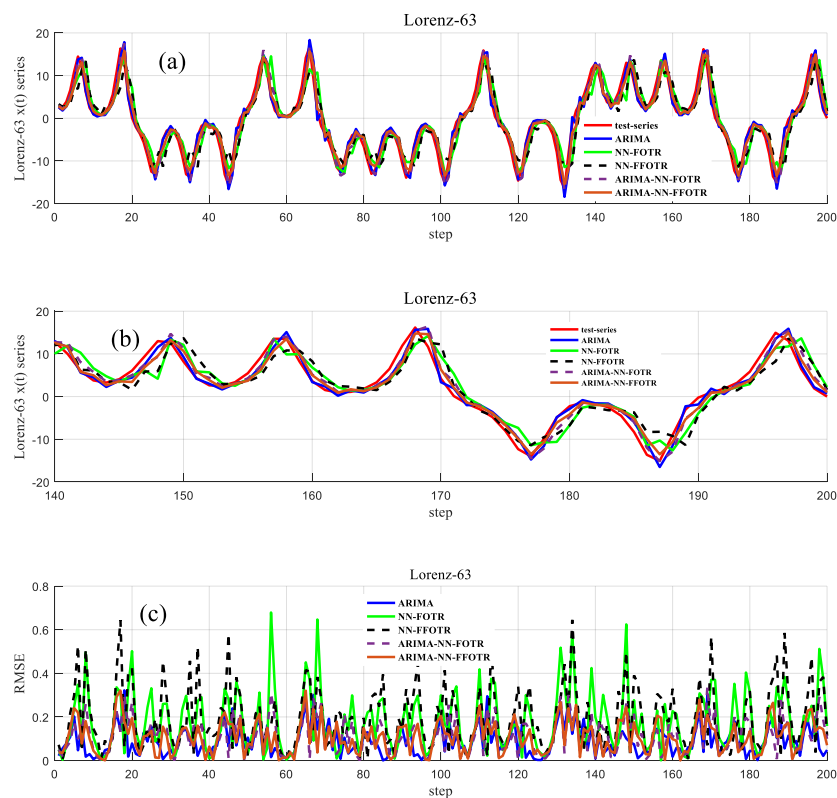 Lorenz-63
20
10
0
-10
-20
Lorenz-63 x(t) series
(a)
test-series
ARIMA
NN-FOTR
NN-FFOTR
ARIMA-NN-FOTR
ARIMA-NN-FFOTR
0 20 40 60 80 100 120 140 160 180 200
step
Lorenz-63
20
10
0
-10
-20
Lorenz-63 x(t) series
(b)
test-series
ARIMA
NN-FOTR
NN-FFOTR
ARIMA-NN-FOTR
ARIMA-NN-FFOTR
140 150 160 170 180 190 200
step
Lorenz-63
0.8
0.6
0.4
0.2
0
RMSE
(c)
ARIMA
NN-FOTR
NN-FFOTR
ARIMA-NN-FOTR
ARIMA-NN-FFOTR
0 20 40 60 80 100 120 140 160 180 200
step